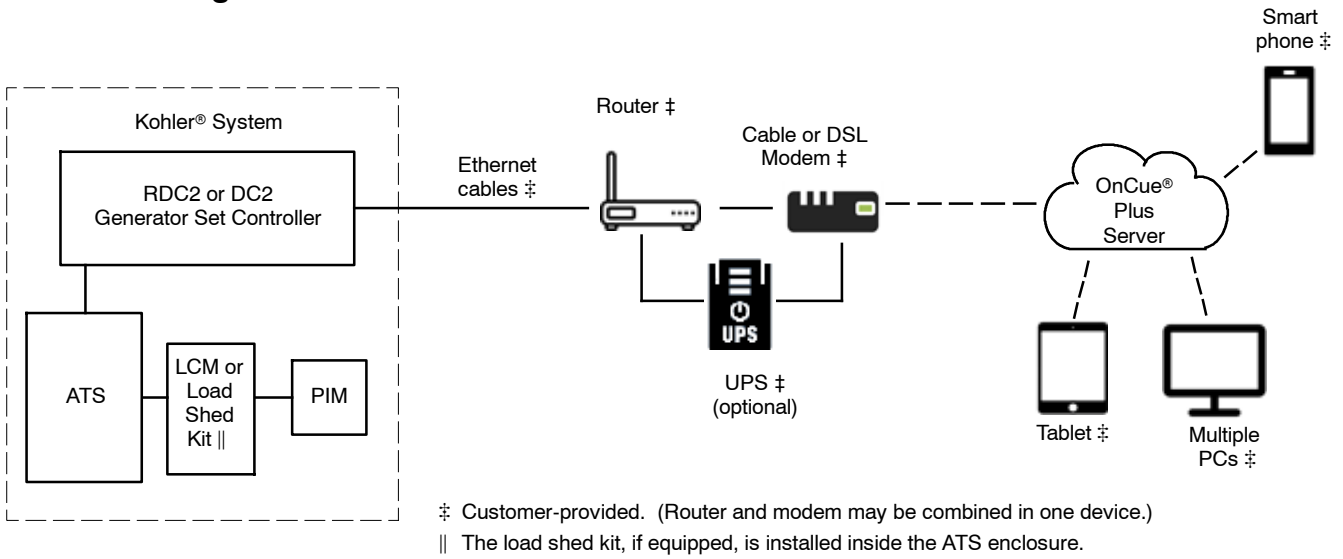 Kohler® System
RDC2 or DC2
Generator Set Controller
ATS
LCM or
Load
Shed
Kit ||
PIM
Ethernet
cables ‡
Router ‡
Cable or DSL
Modem ‡
UPS
UPS ‡
(optional)
OnCue®
Plus
Server
Smart
phone ‡
Tablet ‡
Multiple
PCs ‡
‡ Customer-provided. (Router and modem may be combined in one device.)
|| The load shed kit, if equipped, is installed inside the ATS enclosure.